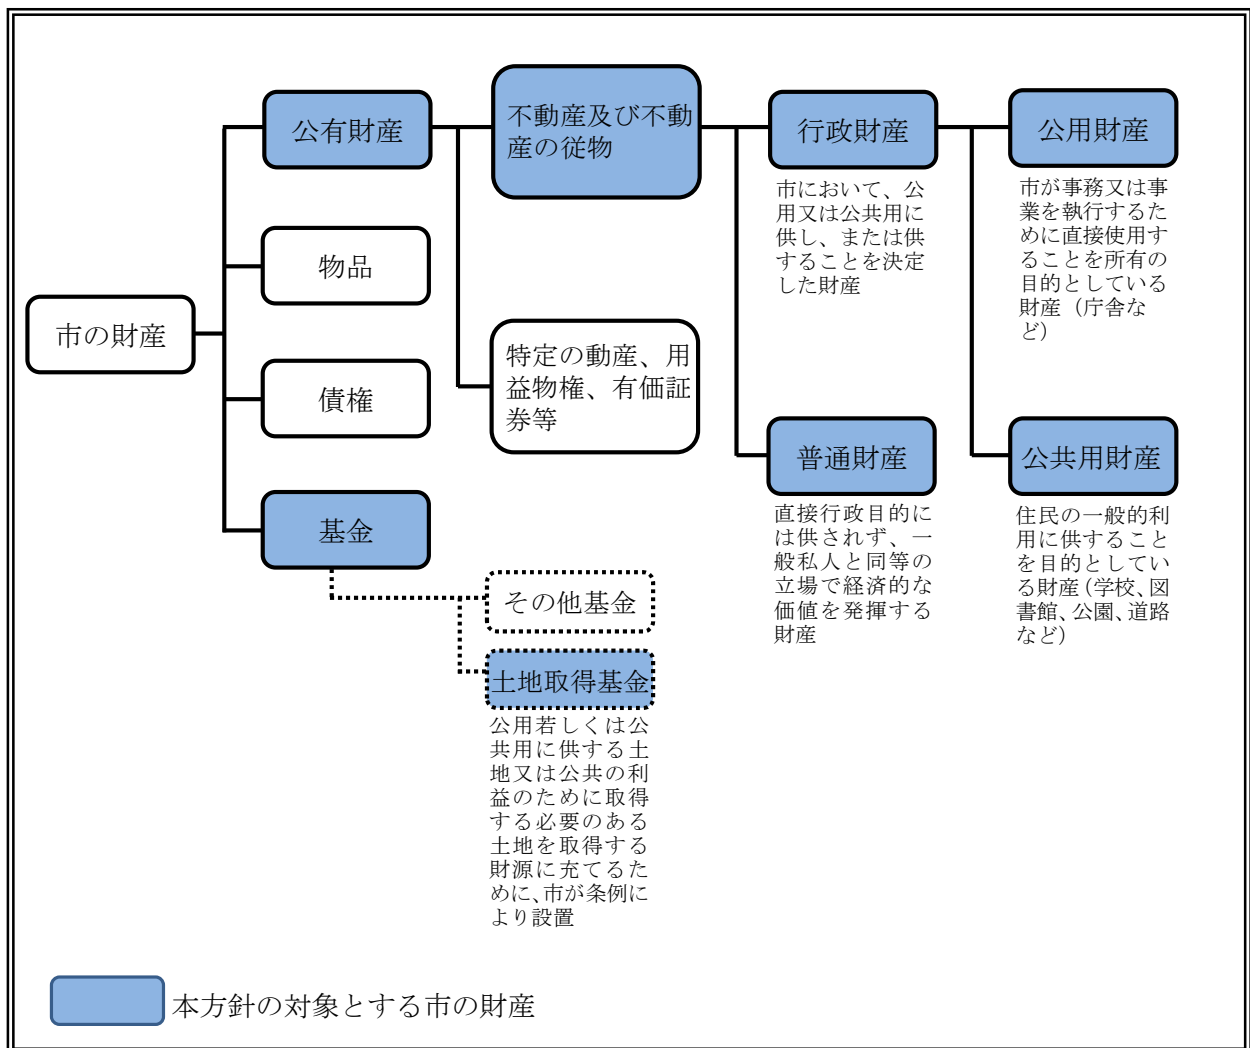 市の財産
公有財産
物品
債権
基金
不動産及び不動
産の従物
特定の動産、用
益物権、有価証
券等
行政財産
市において、公
用又は公共用に
供し、または供
することを決定
した財産
普通財産
直接行政目的に
は供されず、一
般私人と同等の
立場で経済的な
価値を発揮する
財産
公用財産
市が事務又は事
業を執行するた
めに直接使用す
ることを所有の
目的としている
財産（庁舎な
ど）
公共用財産
住民の一般的利
用に供すること
を目的としてい
る財産（学校、図
書館、公園、道路
など）
その他基金
土地取得基金
公用若しくは公
共用に供する土
地又は公共の利
益のために取得
する必要のある
土地を取得する
財源に充てるた
めに、市が条例に
より設置
本方針の対象とする市の財産